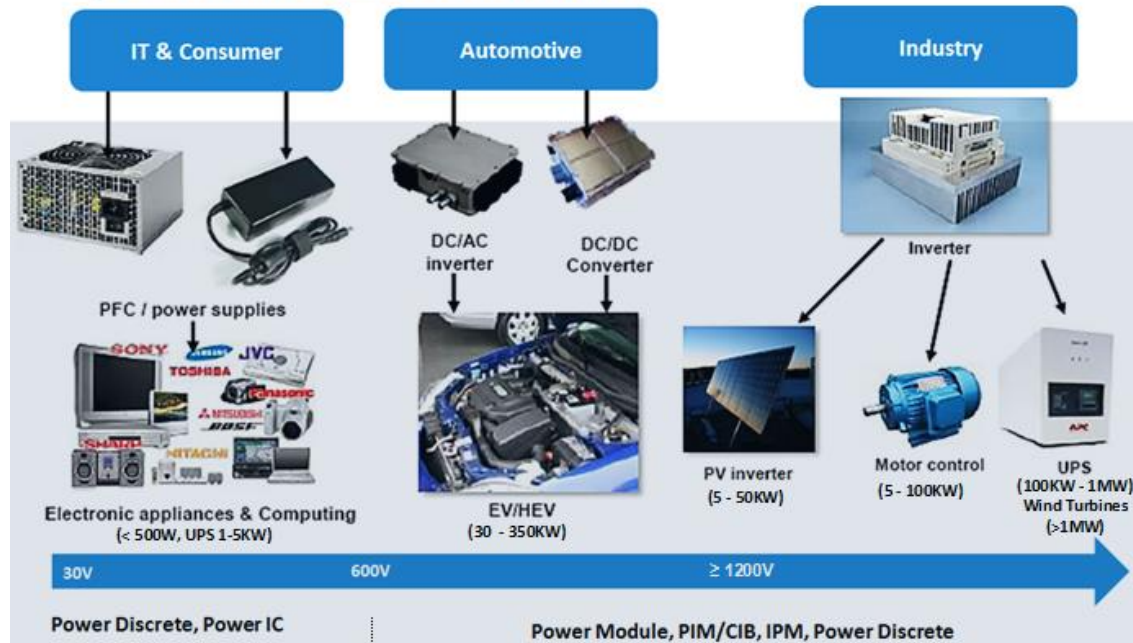 IT & Consumer
Automotive
Industry
DC/AC
inverter
DC/DC
Converter
Inverter
PFC / power supplies
SONY
SAMSUNG
JVC
TOSHIBA
Panasonic
MITSUBISHI
BOSE
SHARP
HITACHI
APC
Electronic appliances & Computing
(< 500W, UPS 1-5KW)
EV/HEV
(30 - 350KW)
PV inverter
(5 - 50KW)
Motor control
(5 - 100KW)
UPS
(100KW - 1MW)
Wind Turbines
(>1MW)
30V
600V
≥ 1200V
Power Discrete, Power IC
Power Module, PIM/CIB, IPM, Power Discrete